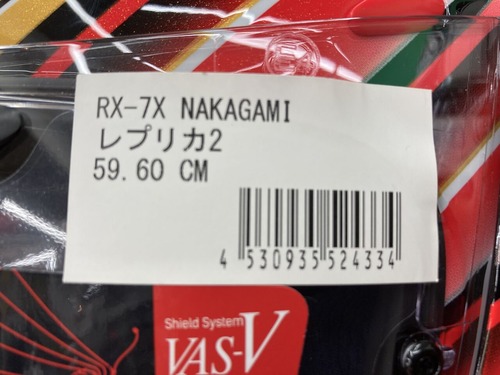 RX-7X NAKAGAMI
レプリカ2
59.60 CM
4 530935 524334
Shield System
VAS-V